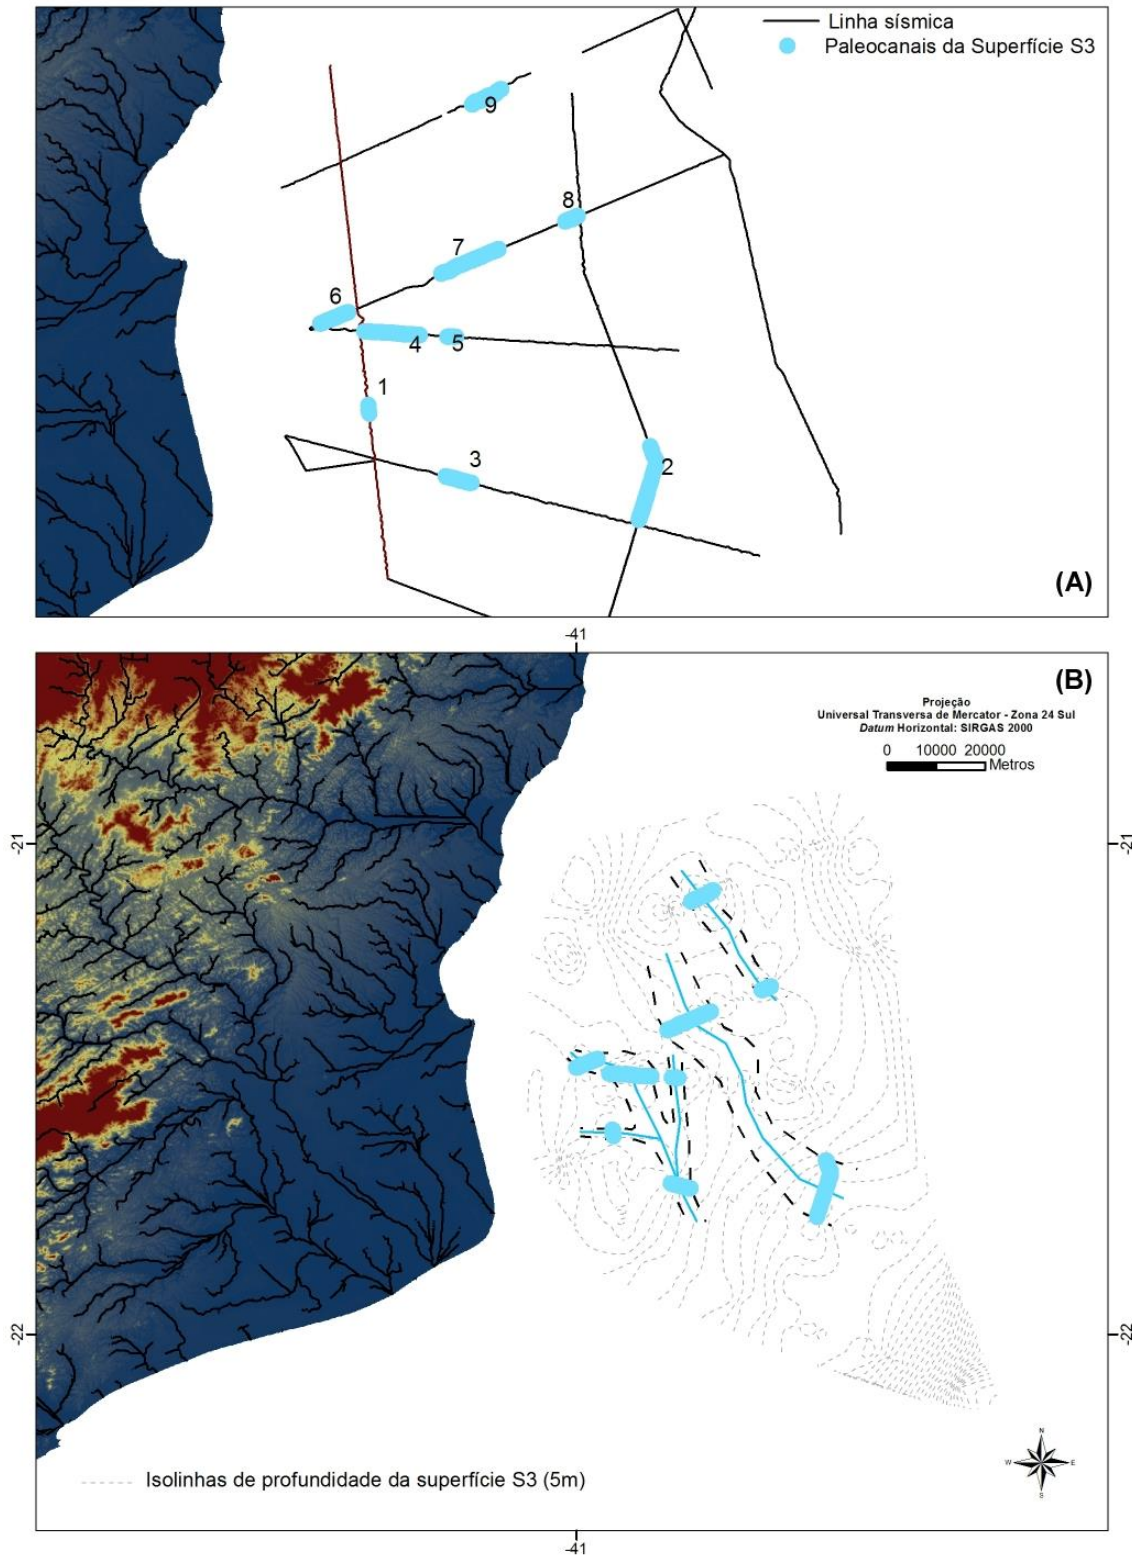 Linha sísmica
Paleocanais da Superfície S3
9
8
7
6
4
5
1
3
2
(A)
-41
(B)
Projeção
Universal Transversa de Mercator - Zona 24 Sul
Datum Horizontal: SIRGAS 2000
0 10000 20000
Metros
-21
-21
-22
-22
N
W E
S
Isolinhas de profundidade da superfície S3 (5m)
-41